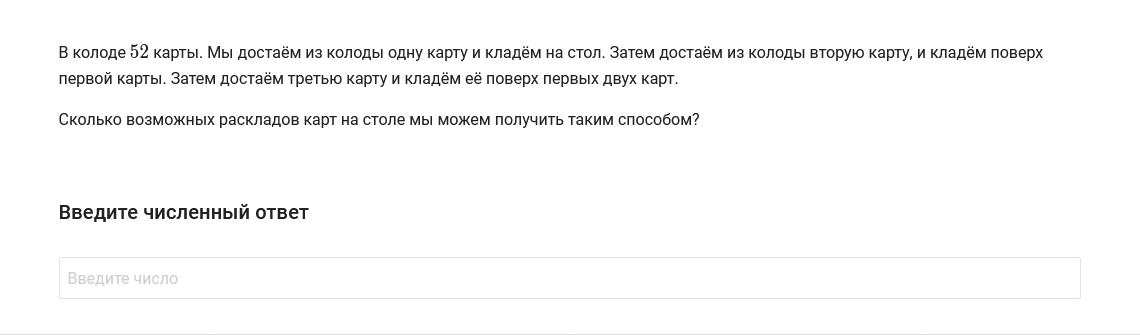 В колоде 52 карты. Мы достаём из колоды одну карту и кладём на стол. Затем достаём из колоды вторую карту, и кладём поверх
первой карты. Затем достаём третью карту и кладём её поверх первых двух карт.
Сколько возможных раскладов карт на столе мы можем получить таким способом?
Введите численный ответ
Введите число